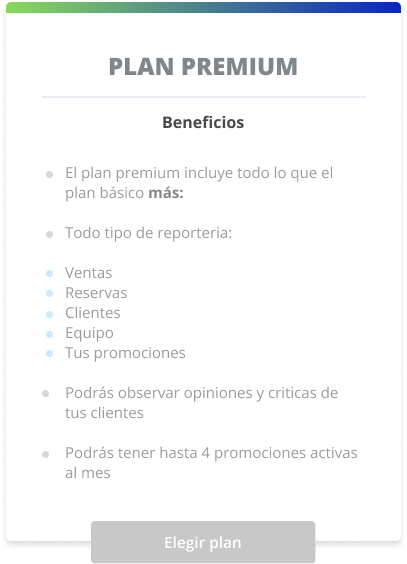 PLAN PREMIUM
Beneficios
El plan premium incluye todo lo que el
plan básico más:
Todo tipo de reporteria:
Ventas
Reservas
Clientes
Equipo
Tus promociones
Podrás observar opiniones y criticas de
tus clientes
Podrás tener hasta 4 promociones activas
al mes
Elegir plan